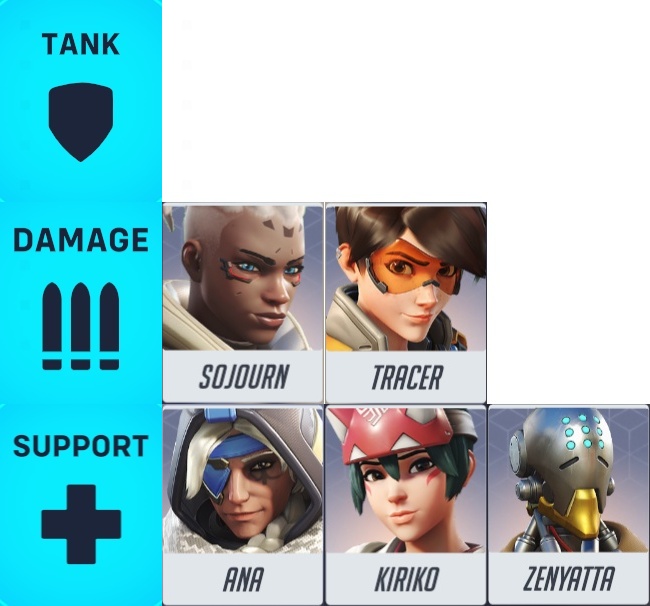 TANK
DAMAGE
SOJOURN
TRACER
SUPPORT
ANA
KIRIKO
ZENYATTA